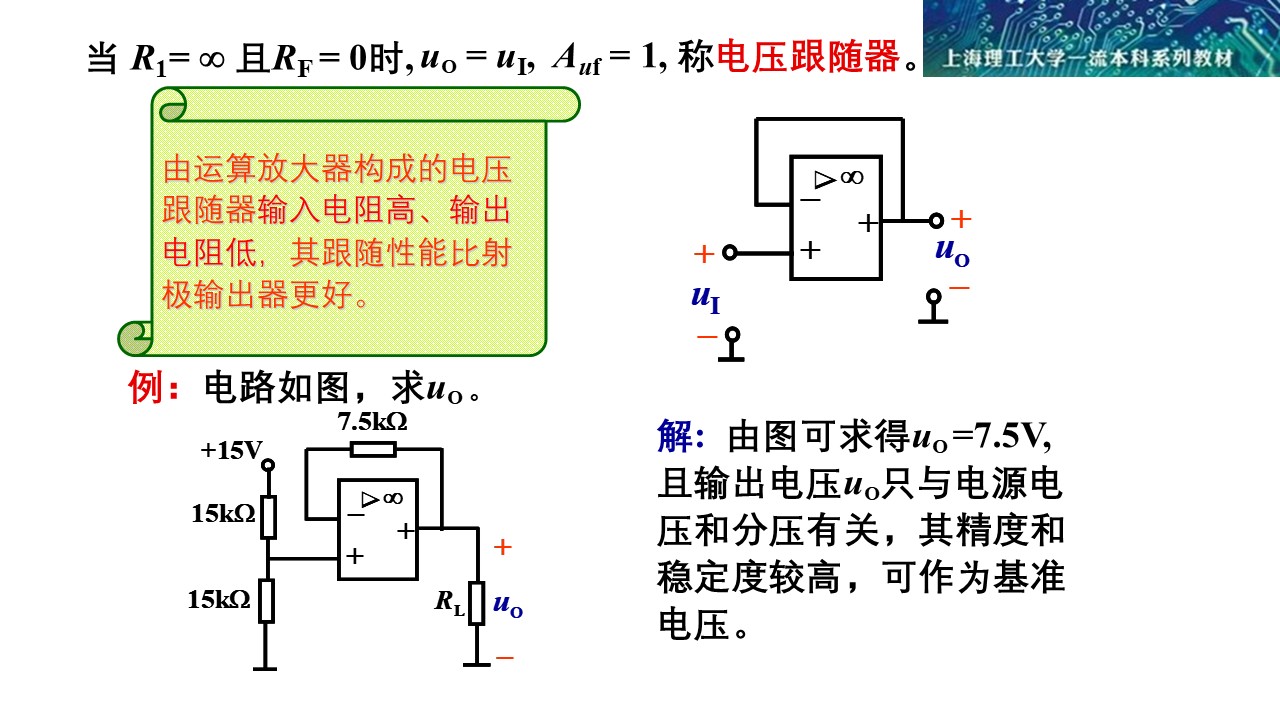 当 R1= ∞ 且RF = 0时, uO = uI, Auf = 1, 称电压跟随器。
上海理工大学一流本科系列教材
由运算放大器构成的电压
跟随器输入电阻高、输出
电阻低，其跟随性能比射
极输出器更好。
▷∞
−
+
+
+
uI
−
+
uO
−
例：电路如图，求uO。
7.5kΩ
+15V
15kΩ
15kΩ
▷∞
−
+
+
RL
+
uO
−
解: 由图可求得uO=7.5V,
且输出电压uO只与电源电
压和分压有关，其精度和
稳定度较高，可作为基准
电压。